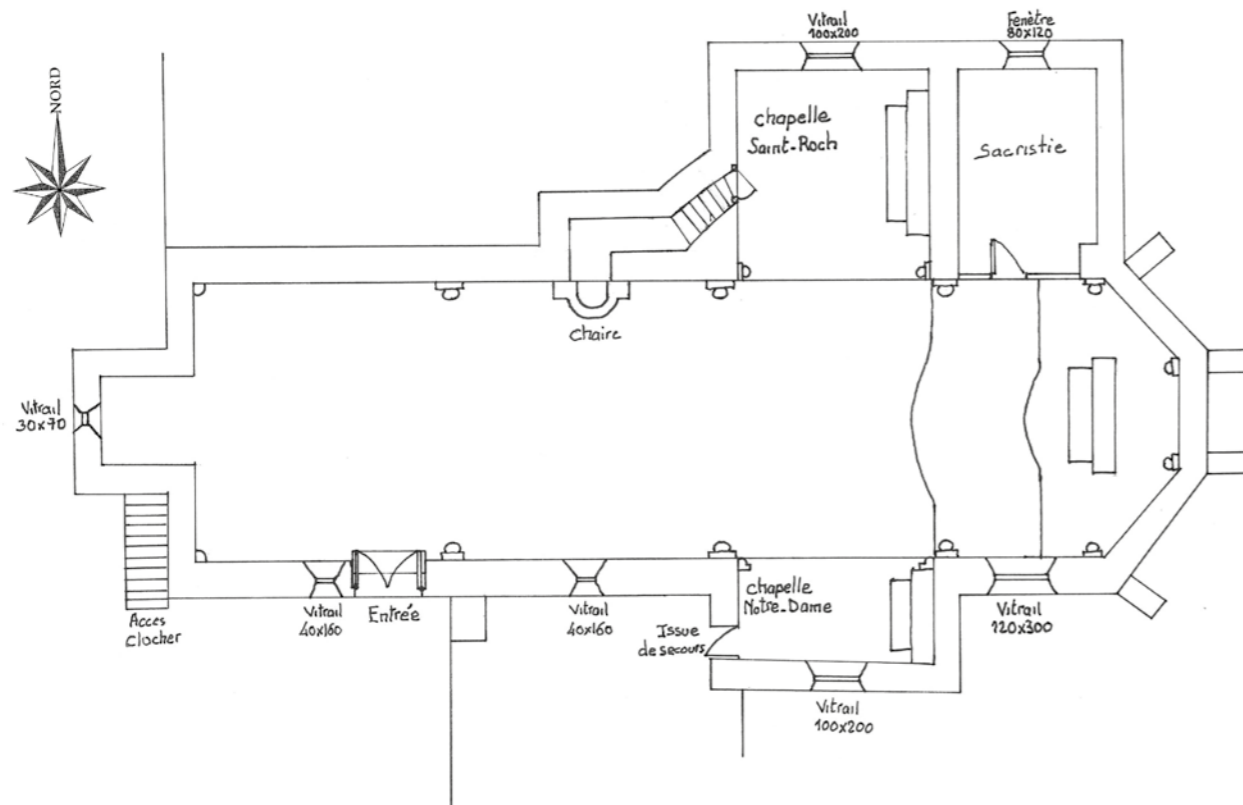 Vitrail
100x200
Fenêtre
80x120
NORD
chapelle
Saint-Roch
Sacristie
Chaire
Vitrail
30x70
chapelle
Notre-Dame
Vitrail
40x160
Entrée
Vitrail
40x160
Vitrail
120x300
Accès
Clocher
Issue
de secours
Vitrail
100x200